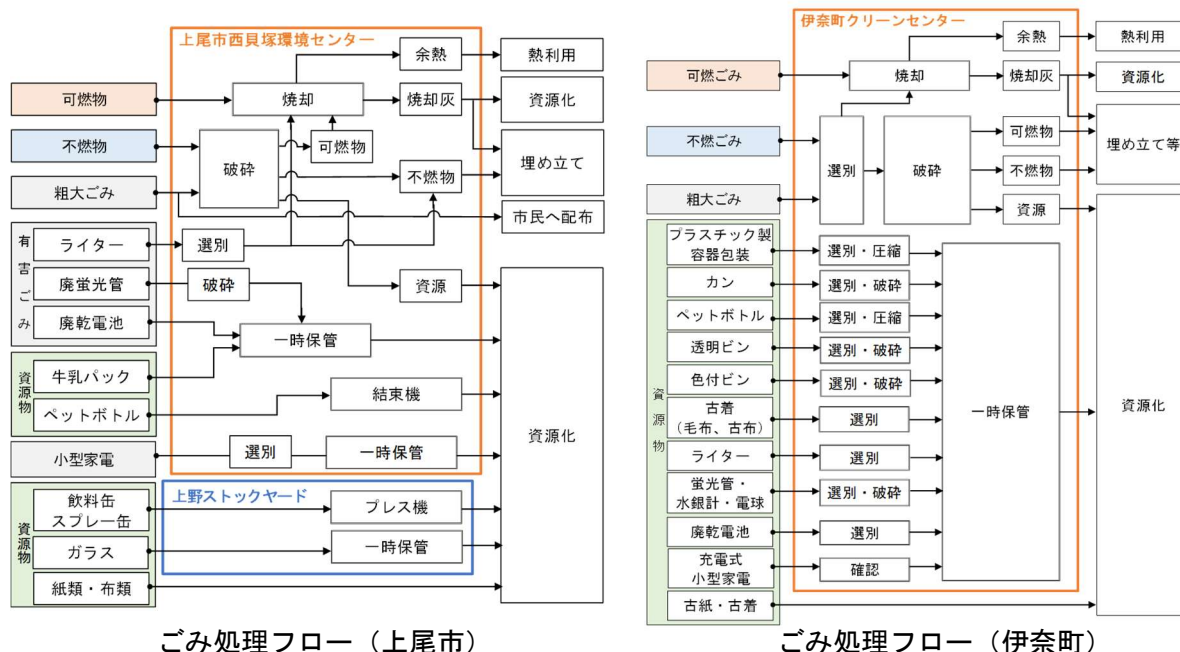 上尾市西貝塚環境センター
余熱
熱利用
可燃物
焼却
焼却灰
資源化
不燃物
破砕
可燃物
不燃物
埋め立て
粗大ごみ
市民へ配布
有害ごみ
ライター
選別
廃蛍光管
破砕
資源
廃乾電池
一時保管
資源物
牛乳パック
ペットボトル
結束機
資源化
小型家電
選別
一時保管
上野ストックヤード
資源物
飲料缶
スプレー缶
プレス機
ガラス
一時保管
紙類・布類
ごみ処理フロー（上尾市）
伊奈町クリーンセンター
余熱
熱利用
可燃ごみ
焼却
焼却灰
資源化
不燃ごみ
選別
破砕
可燃物
埋め立て等
不燃物
粗大ごみ
資源
資源物
プラスチック製
容器包装
選別・圧縮
カン
選別・破砕
ペットボトル
選別・圧縮
透明ビン
選別・破砕
色付ビン
選別・破砕
一時保管
資源化
古着
（毛布、古布）
選別
ライター
選別
蛍光管・
水銀計・電球
選別・破砕
廃乾電池
選別
充電式
小型家電
確認
古紙・古着
ごみ処理フロー（伊奈町）